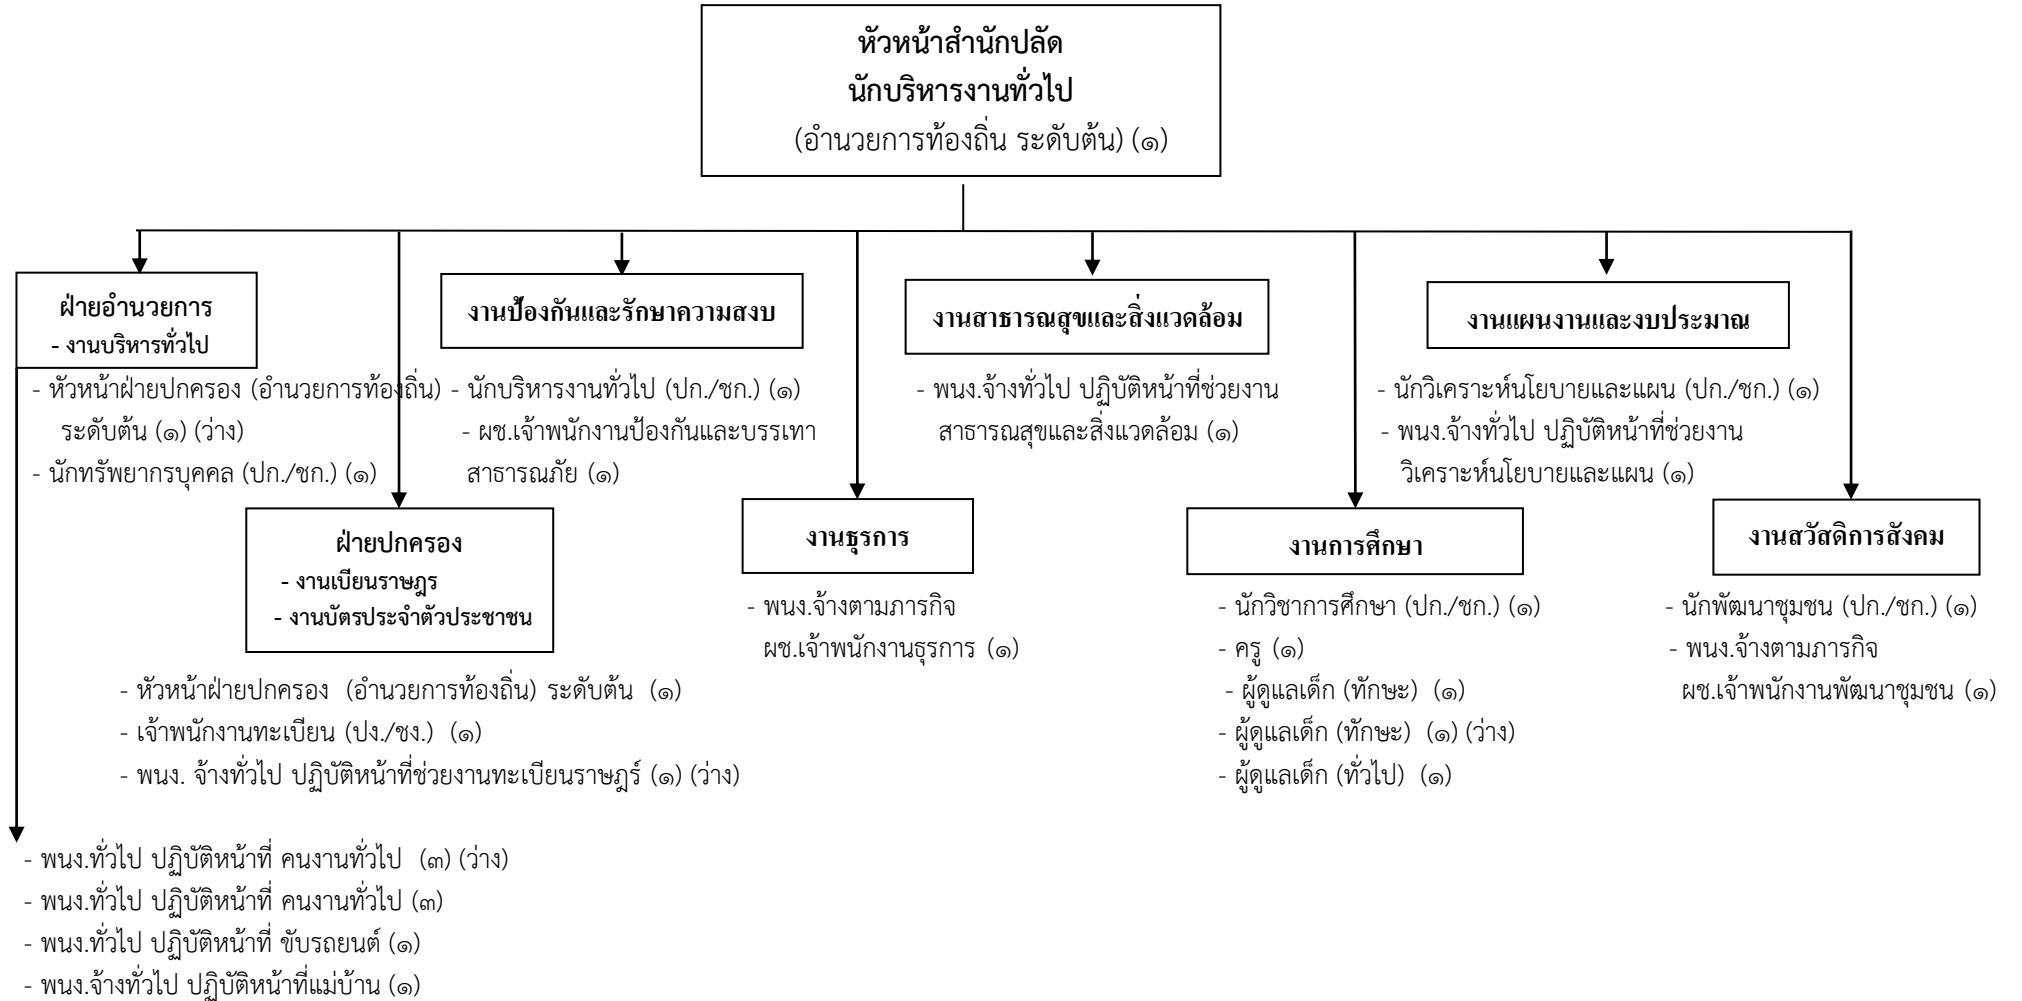 หัวหน้าสำนักปลัด
นักบริหารงานทั่วไป
(อำนวยการท้องถิ่น ระดับต้น) (๑)
ฝ่ายอำนวยการ
- งานบริหารทั่วไป
- หัวหน้าฝ่ายปกครอง (อำนวยการท้องถิ่น)
ระดับต้น (๑) (ว่าง)
- นักทรัพยากรบุคคล (ปก./ชก.) (๑)
งานป้องกันและรักษาความสงบ
- นักบริหารงานทั่วไป (ปก./ชก.) (๑)
- ผช.เจ้าพนักงานป้องกันและบรรเทา
สาธารณภัย (๑)
งานสาธารณสุขและสิ่งแวดล้อม
- พนง.จ้างทั่วไป ปฏิบัติหน้าที่ช่วยงาน
สาธารณสุขและสิ่งแวดล้อม (๑)
งานแผนงานและงบประมาณ
- นักวิเคราะห์นโยบายและแผน (ปก./ชก.) (๑)
- พนง.จ้างทั่วไป ปฏิบัติหน้าที่ช่วยงาน
วิเคราะห์นโยบายและแผน (๑)
ฝ่ายปกครอง
- งานเบียนราษฎร
- งานบัตรประจำตัวประชาชน
- หัวหน้าฝ่ายปกครอง (อำนวยการท้องถิ่น) ระดับต้น (๑)
- เจ้าพนักงานทะเบียน (ปง./ชง.) (๑)
- พนง. จ้างทั่วไป ปฏิบัติหน้าที่ช่วยงานทะเบียนราษฎร์ (๑) (ว่าง)
งานธุรการ
- พนง.จ้างตามภารกิจ
ผช.เจ้าพนักงานธุรการ (๑)
งานการศึกษา
- นักวิชาการศึกษา (ปก./ชก.) (๑)
- ครู (๑)
- ผู้ดูแลเด็ก (ทักษะ) (๑)
- ผู้ดูแลเด็ก (ทักษะ) (๑) (ว่าง)
- ผู้ดูแลเด็ก (ทั่วไป) (๑)
งานสวัสดิการสังคม
- นักพัฒนาชุมชน (ปก./ชก.) (๑)
- พนง.จ้างตามภารกิจ
ผช.เจ้าพนักงานพัฒนาชุมชน (๑)
- พนง.ทั่วไป ปฏิบัติหน้าที่ คนงานทั่วไป (๓) (ว่าง)
- พนง.ทั่วไป ปฏิบัติหน้าที่ คนงานทั่วไป (๓)
- พนง.ทั่วไป ปฏิบัติหน้าที่ ขับรถยนต์ (๑)
- พนง.จ้างทั่วไป ปฏิบัติหน้าที่แม่บ้าน (๑)